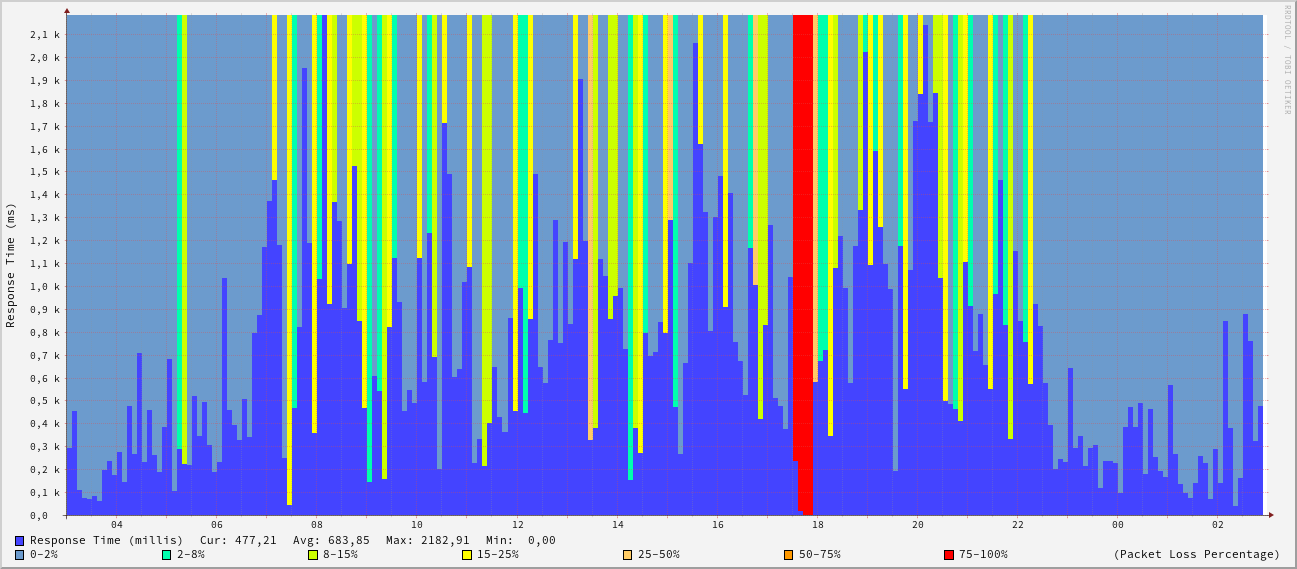 RRDTOOL / TOBI OETIKER
Response Time (ms)
2,1 k
2,0 k
1,9 k
1,8 k
1,7 k
1,6 k
1,5 k
1,4 k
1,3 k
1,2 k
1,1 k
1,0 k
0,9 k
0,8 k
0,7 k
0,6 k
0,5 k
0,4 k
0,3 k
0,2 k
0,1 k
0,0
04 06 08 10 12 14 16 18 20 22 00 02
Response Time (millis) Cur: 477,21 Avg: 683,85 Max: 2182,91 Min: 0,00
0-2% 2-8% 8-15% 15-25% 25-50% 50-75% 75-100% (Packet Loss Percentage)